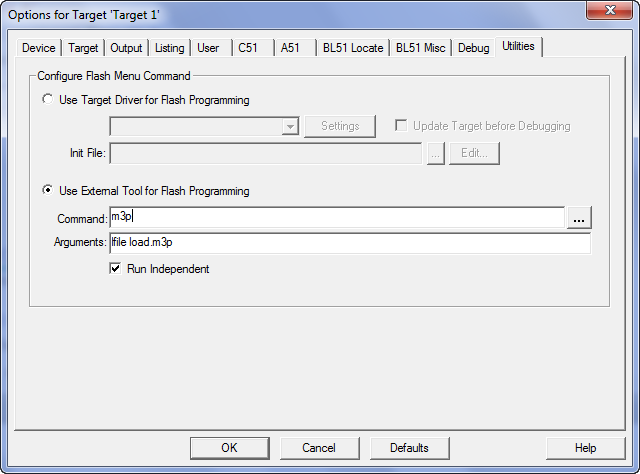 Options for Target 'Target 1'
Device Target Output Listing User C51 A51 BL51 Locate BL51 Misc Debug Utilities
Configure Flash Menu Command
Use Target Driver for Flash Programming
Settings Update Target before Debugging
Init File: ... Edit...
Use External Tool for Flash Programming
Command: m3p ...
Arguments: lfile load.m3p
Run Independent
OK Cancel Defaults Help